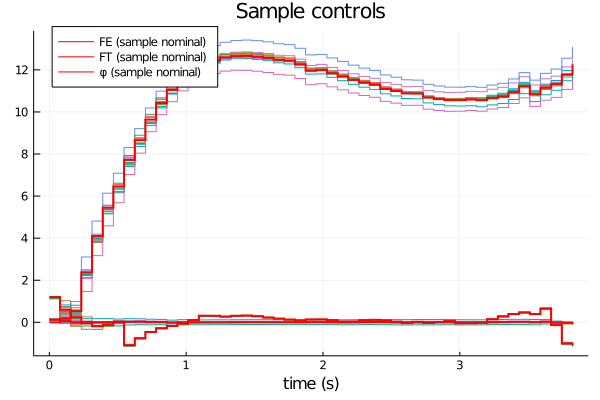 Sample controls
FE (sample nominal)
FT (sample nominal)
φ (sample nominal)
12
10
8
6
4
2
0
0 1 2 3
time (s)